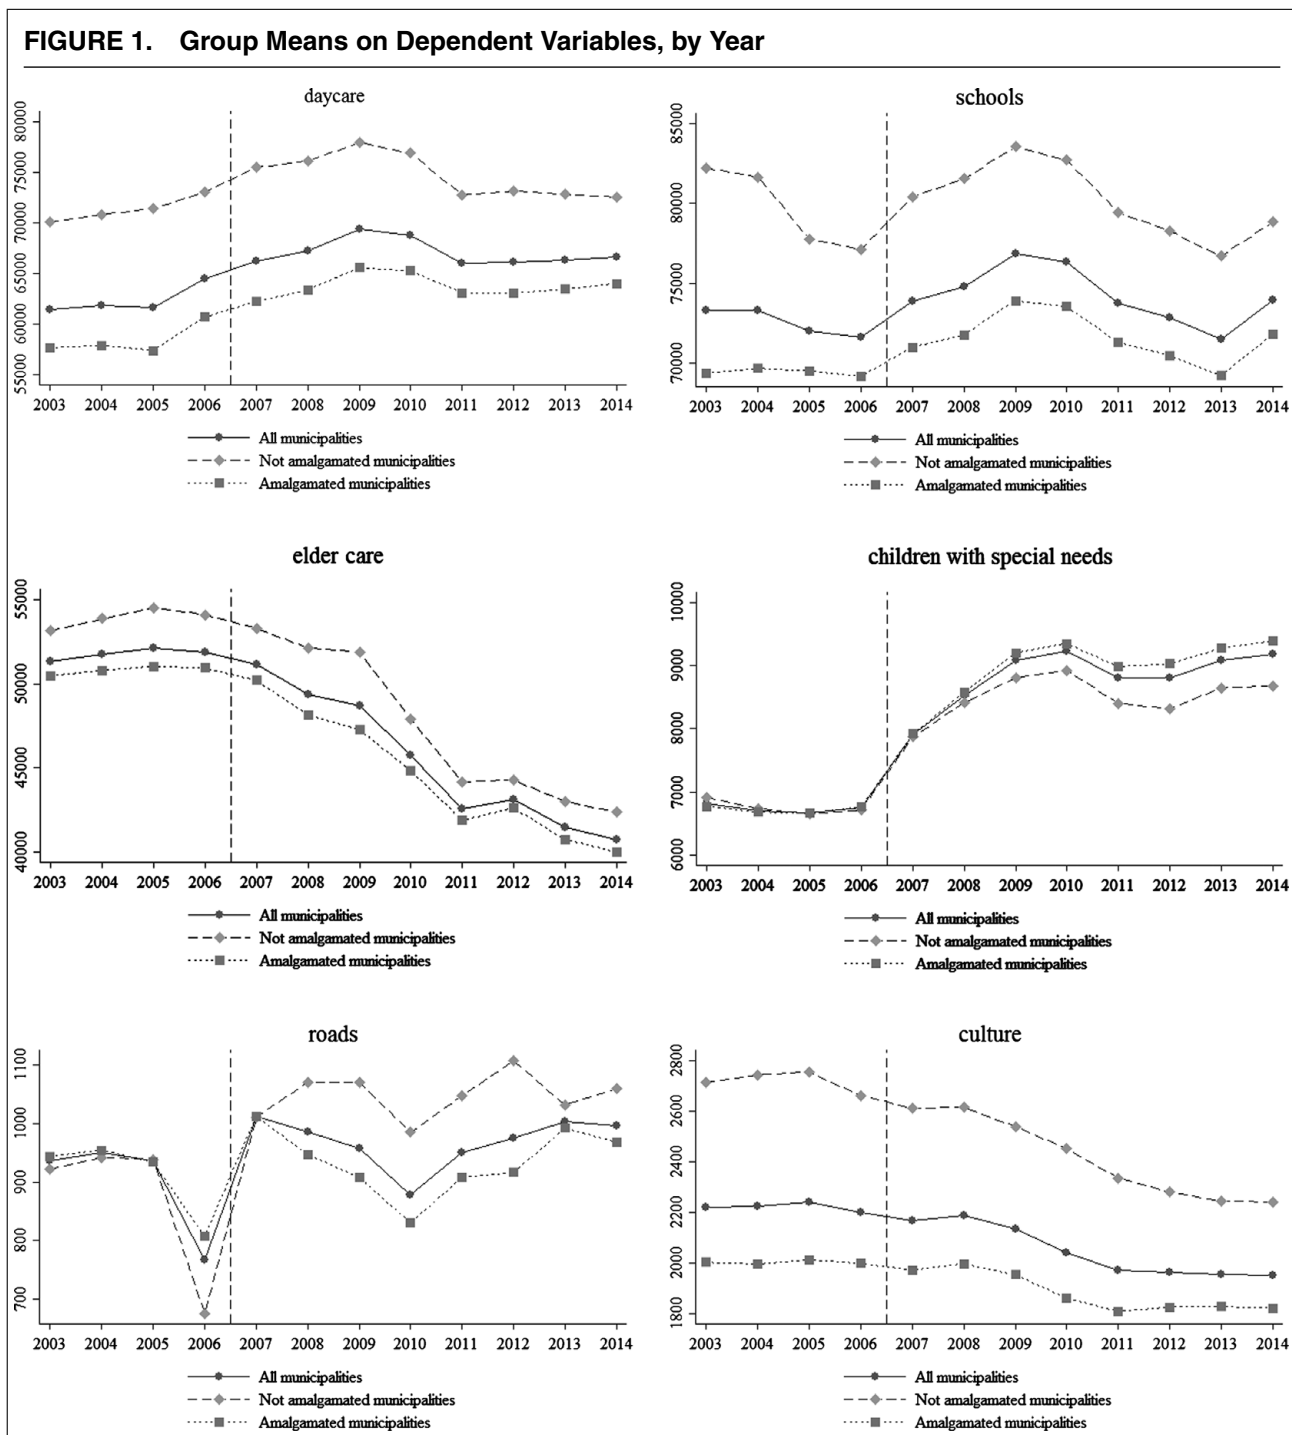 FIGURE 1. Group Means on Dependent Variables, by Year
daycare
80000
75000
70000
65000
60000
55000
2003 2004 2005 2006 2007 2008 2009 2010 2011 2012 2013 2014
All municipalities
Not amalgamated municipalities
Amalgamated municipalities
schools
85000
80000
75000
70000
2003 2004 2005 2006 2007 2008 2009 2010 2011 2012 2013 2014
All municipalities
Not amalgamated municipalities
Amalgamated municipalities
elder care
55000
50000
45000
40000
2003 2004 2005 2006 2007 2008 2009 2010 2011 2012 2013 2014
All municipalities
Not amalgamated municipalities
Amalgamated municipalities
children with special needs
10000
9000
8000
7000
6000
2003 2004 2005 2006 2007 2008 2009 2010 2011 2012 2013 2014
All municipalities
Not amalgamated municipalities
Amalgamated municipalities
roads
1100
1000
900
800
700
2003 2004 2005 2006 2007 2008 2009 2010 2011 2012 2013 2014
All municipalities
Not amalgamated municipalities
Amalgamated municipalities
culture
2800
2600
2400
2200
2000
1800
2003 2004 2005 2006 2007 2008 2009 2010 2011 2012 2013 2014
All municipalities
Not amalgamated municipalities
Amalgamated municipalities